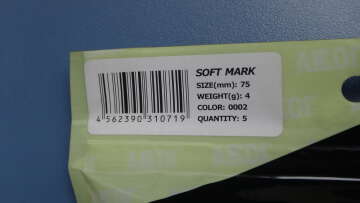 SOFT MARK
SIZE(mm): 75
WEIGHT(g): 4
COLOR: 0002
QUANTITY: 5
4 562390 310719